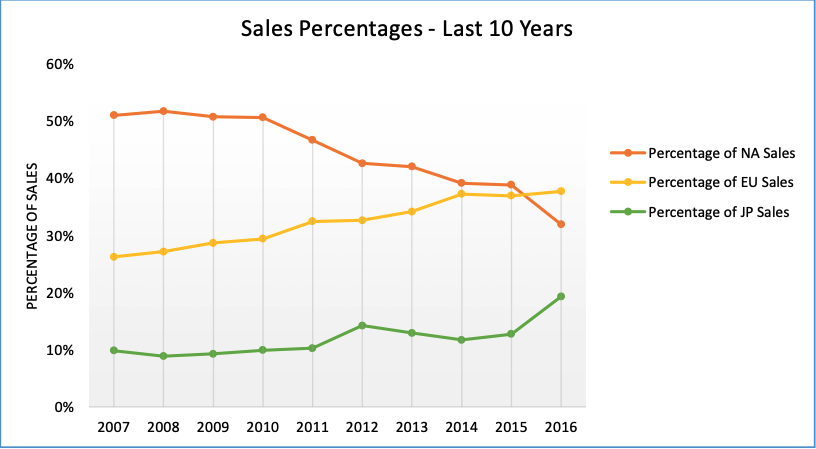 Sales Percentages - Last 10 Years
60%
50%
40%
30%
20%
10%
0%
PERCENTAGE OF SALES
2007 2008 2009 2010 2011 2012 2013 2014 2015 2016
Percentage of NA Sales
Percentage of EU Sales
Percentage of JP Sales